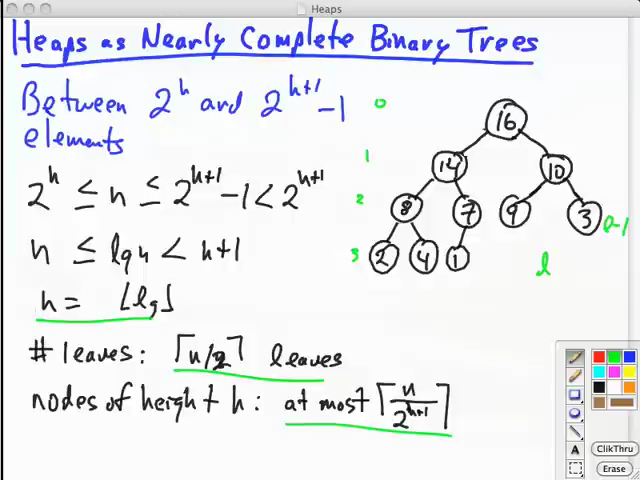 Heaps
Heaps as Nearly Complete Binary Trees
Between 2^h and 2^{h+1} -1
elements
2^h ≤ n ≤ 2^{h+1} -1 < 2^{h+1}
h ≤ lg n < h+1
h = ⌊lg⌋
# leaves: ⌈n/2⌉ leaves
nodes of height h: at most ⌈n/2^{h+1}⌉
0
16
1
14 10
2
8 7 9 3 l-1
3
2 4 1 l
ClikThru
Erase